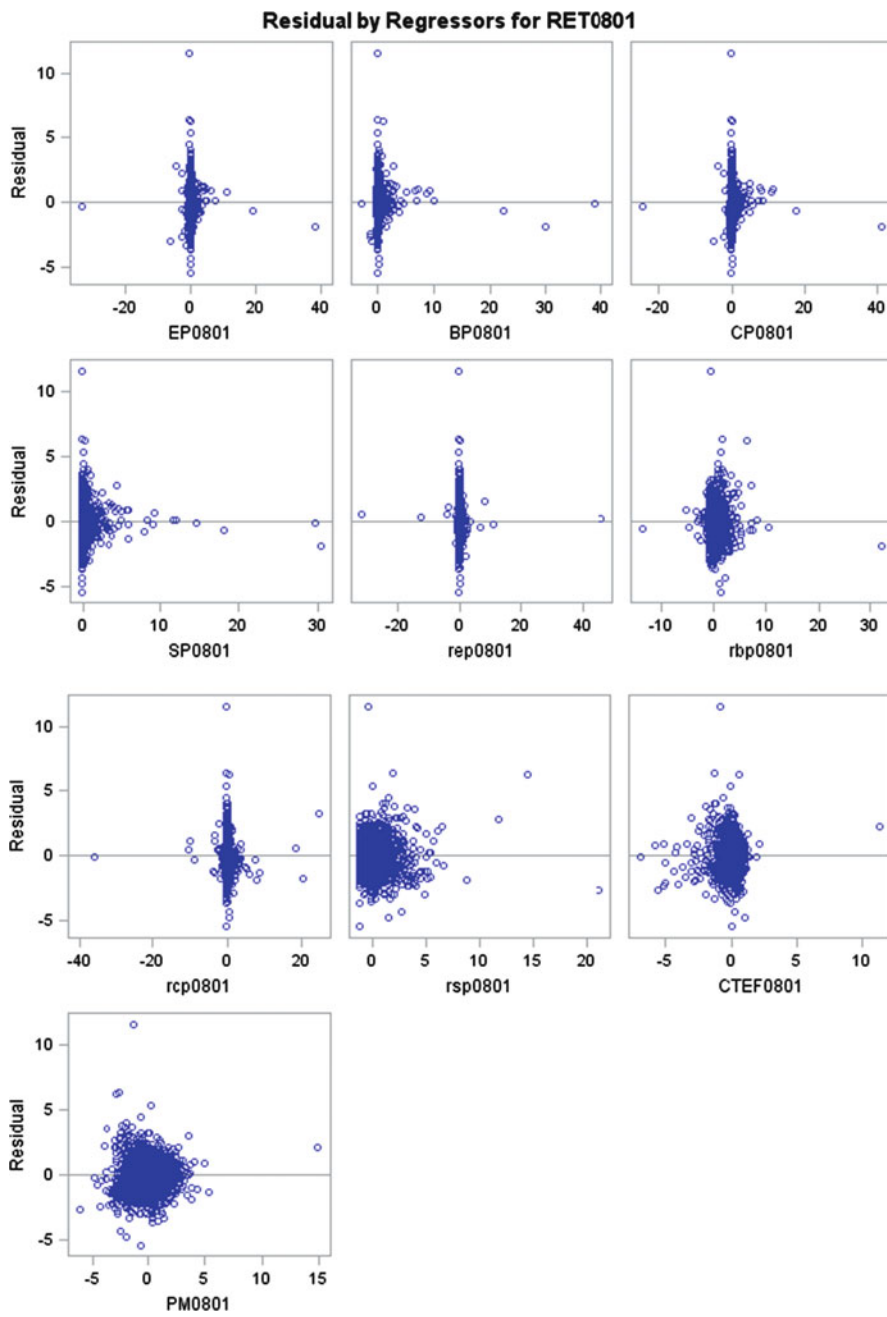 Residual by Regressors for RET0801
10
5
0
-5
Residual
-20 0 20 40
EP0801
0 10 20 30 40
BP0801
-20 0 20 40
CP0801
10
5
0
-5
Residual
0 10 20 30
SP0801
-20 0 20 40
rep0801
-10 0 10 20 30
rbp0801
10
5
0
-5
Residual
-40 -20 0 20
rcp0801
0 5 10 15 20
rsp0801
-5 0 5 10
CTEF0801
10
5
0
-5
Residual
-5 0 5 10 15
PM0801